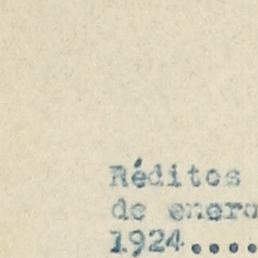 Réditos
de enero
1924.....